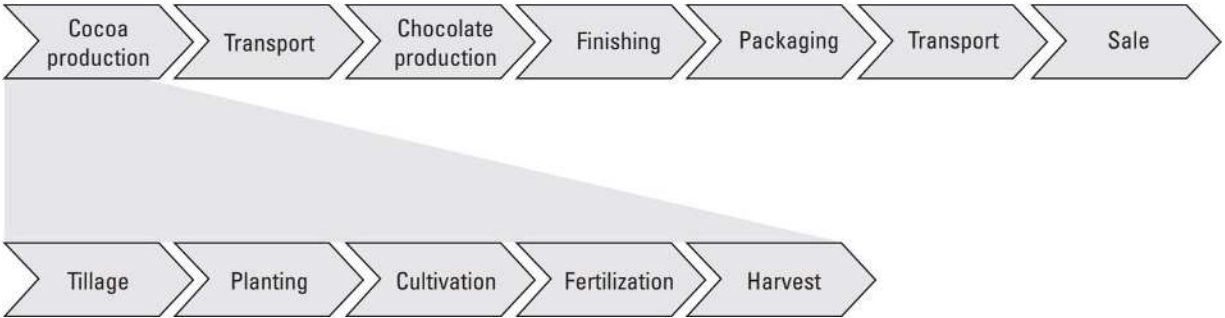 Cocoa
production
Transport
Chocolate
production
Finishing
Packaging
Transport
Sale
Tillage
Planting
Cultivation
Fertilization
Harvest